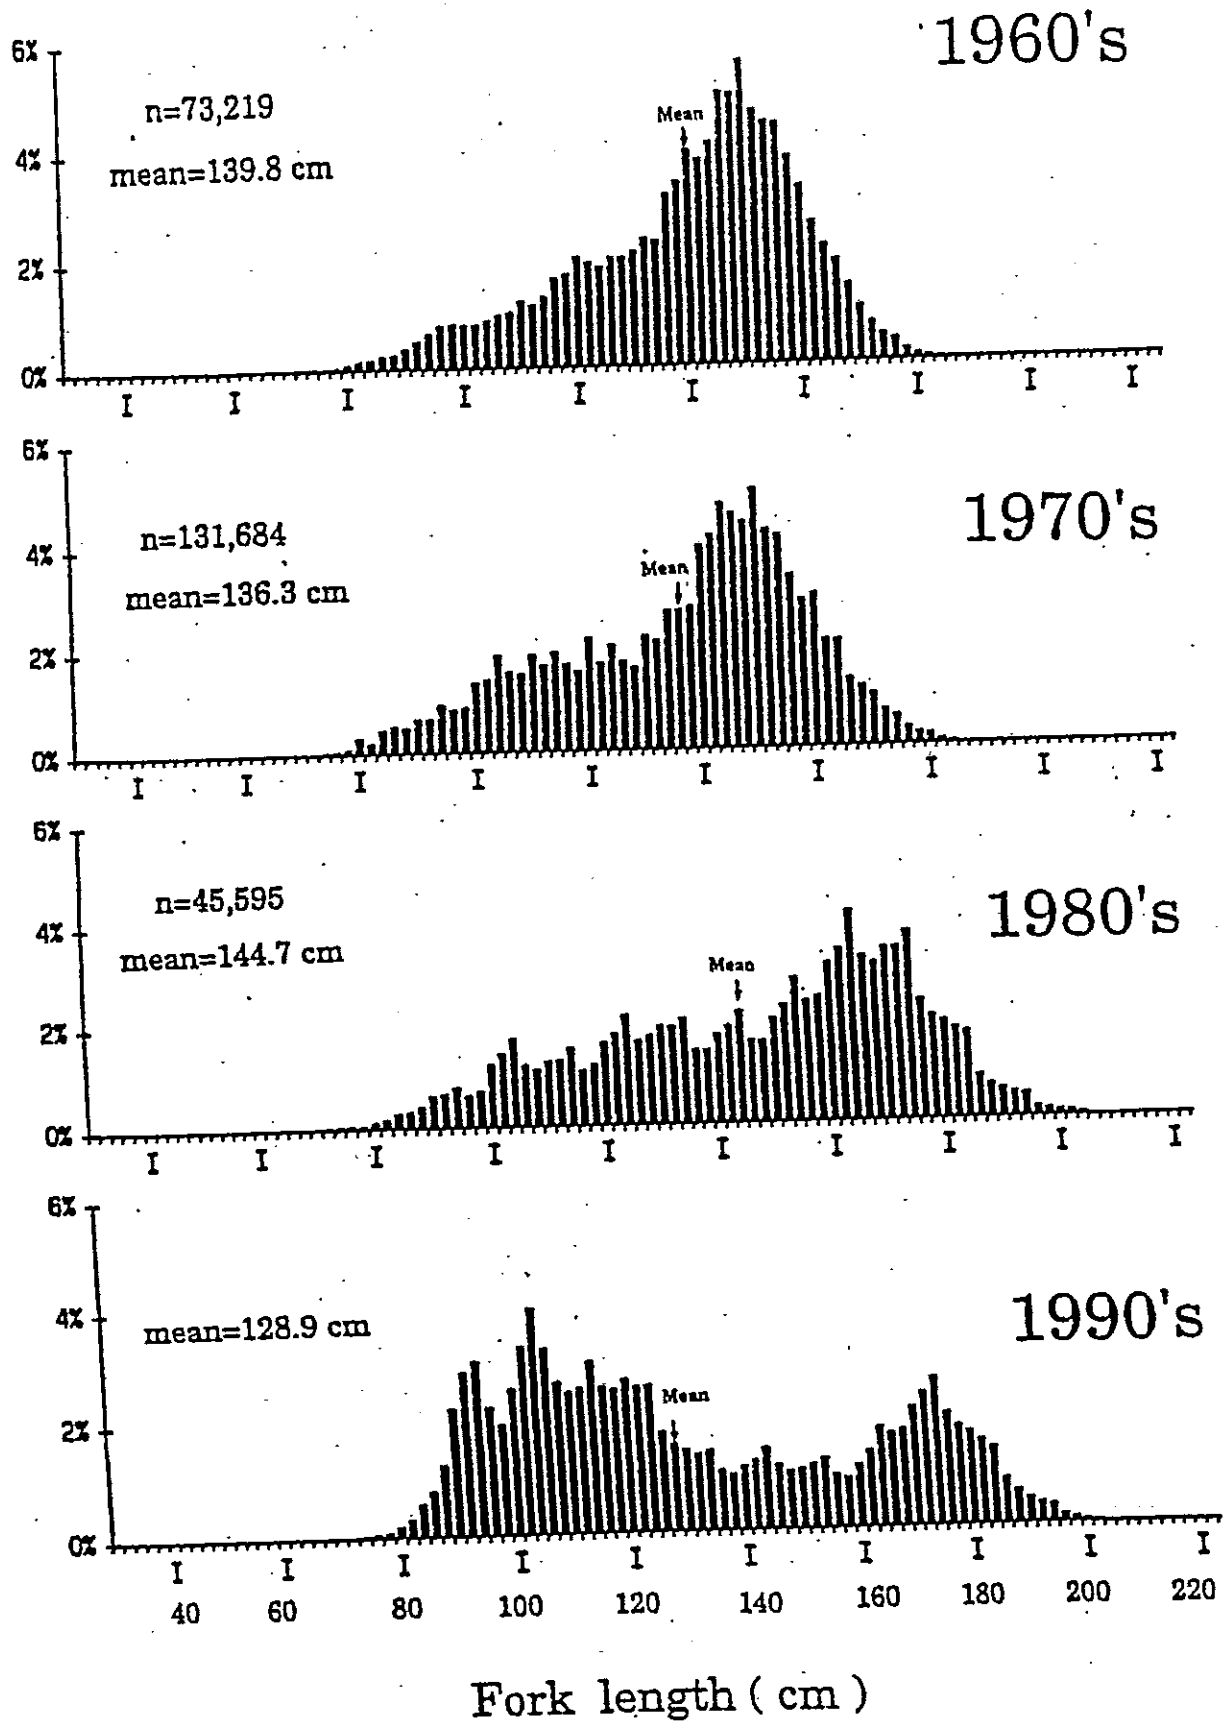 1960's
6%
n=73,219
Mean
4%
mean=139.8 cm
2%
0%
I I I I I I I I I I
6%
1970's
n=131,684
4%
Mean
mean=136.3 cm
2%
0%
I I I I I I I I I I
6%
n=45,595
1980's
4%
mean=144.7 cm
Mean
2%
0%
I I I I I I I I I I
6%
1990's
4%
mean=128.9 cm
Mean
2%
0%
I I I I I I I I I I
40 60 80 100 120 140 160 180 200 220
Fork length ( cm )